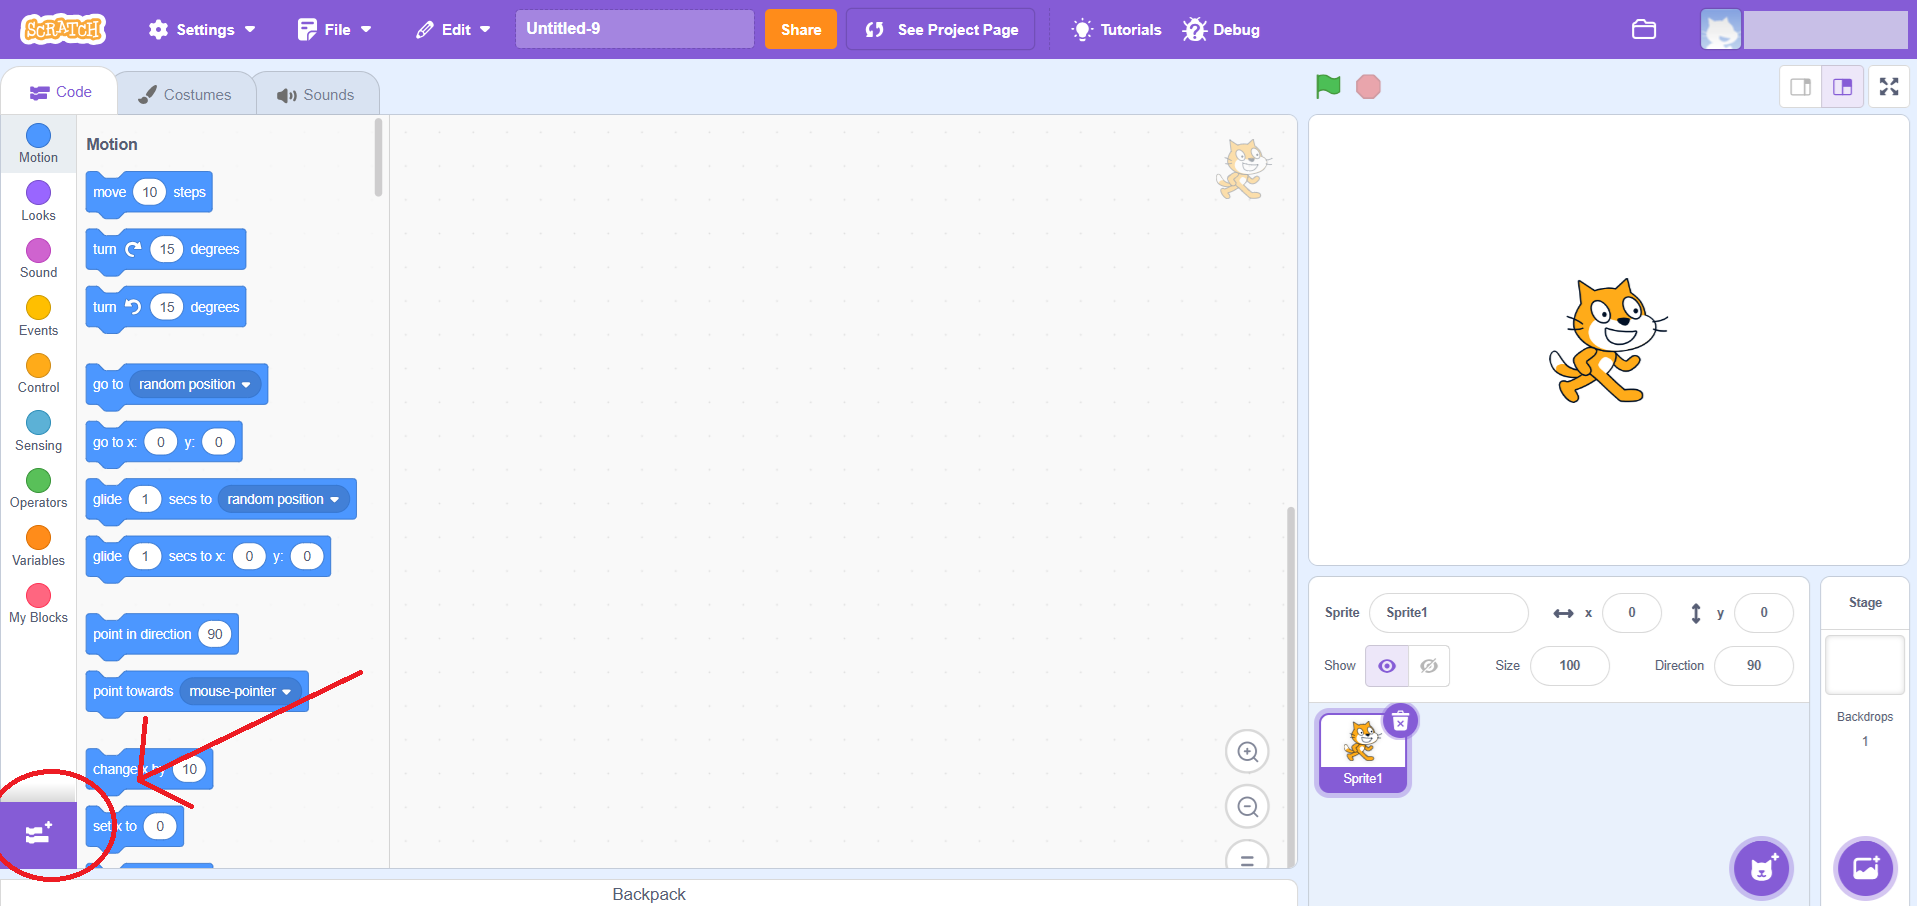 SCRATCH
Settings
File
Edit
Untitled-9
Share
See Project Page
Tutorials
Debug
Code
Costumes
Sounds
Motion
Looks
Sound
Events
Control
Sensing
Operators
Variables
My Blocks
Motion
move 10 steps
turn 15 degrees
turn 15 degrees
go to random position
go to x: 0 y: 0
glide 1 secs to random position
glide 1 secs to x: 0 y: 0
point in direction 90
point towards mouse-pointer
change x by 10
set x to 0
Backpack
Sprite Sprite1 x 0 y 0
Show Size 100 Direction 90
Sprite1
Stage
Backdrops
1